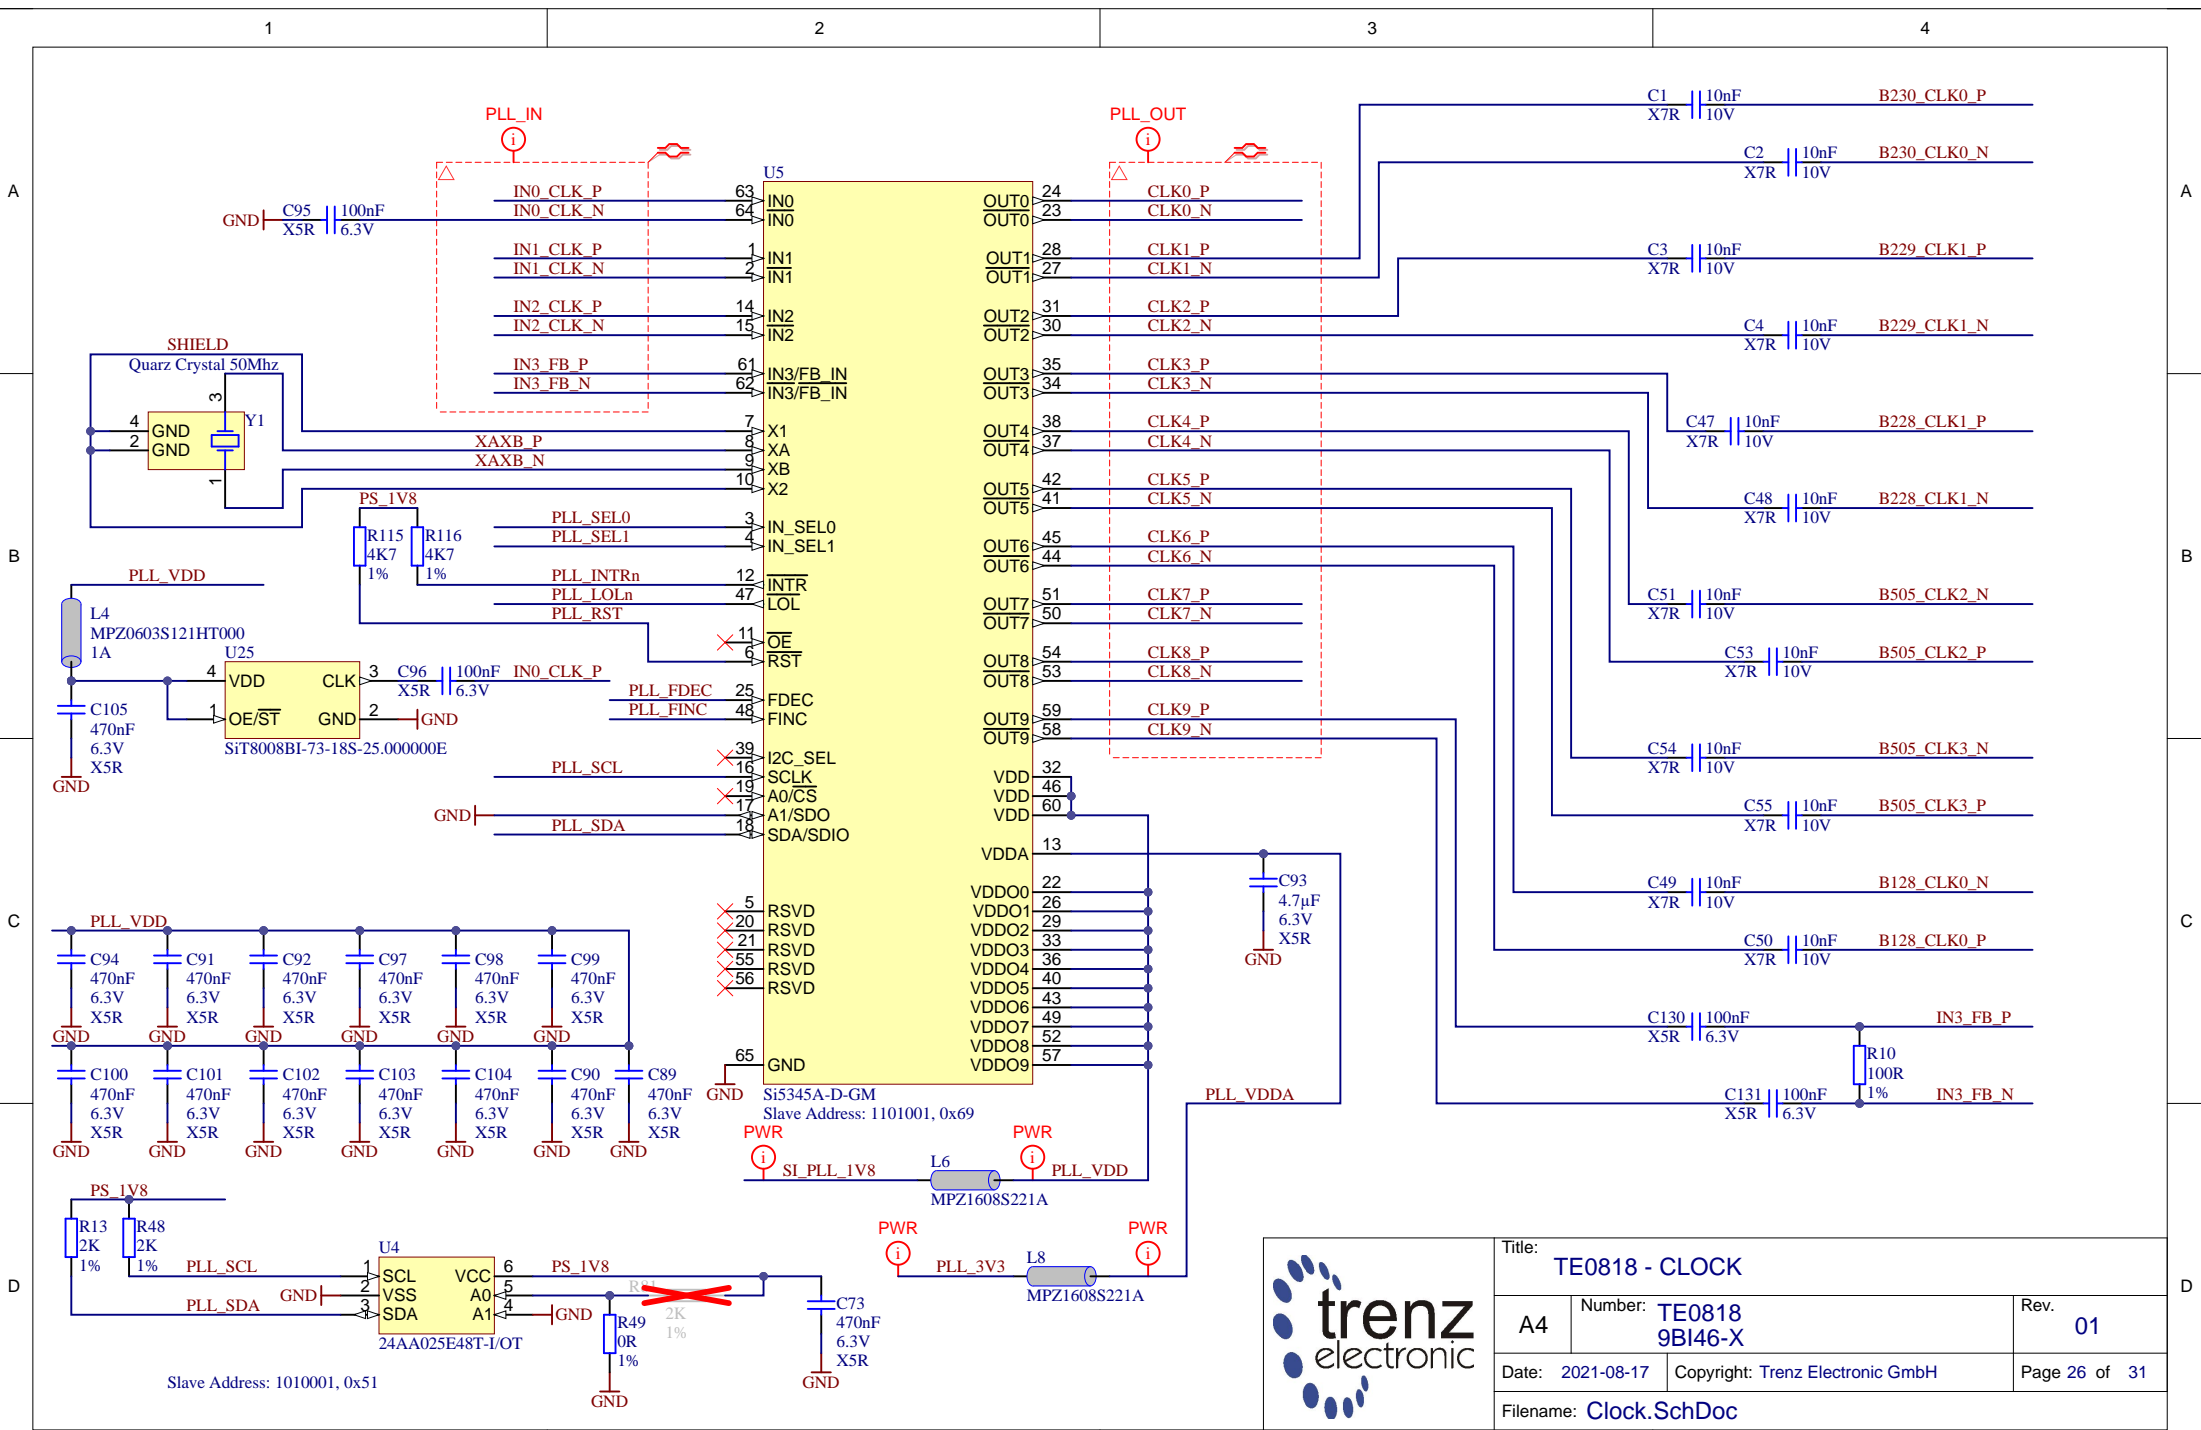 1 2 3 4
A A
B B
C C
D D
PLL_IN
PLL_OUT
U5
GND C95 100nF
X5R 6.3V
IN0_CLK_P 63 IN0
IN0_CLK_N 64 IN0
IN1_CLK_P 1 IN1
IN1_CLK_N 2 IN1
IN2_CLK_P 14 IN2
IN2_CLK_N 15 IN2
IN3_FB_P 61 IN3/FB_IN
IN3_FB_N 62 IN3/FB_IN
7 X1
XAXB_P 8 XA
XAXB_N 9 XB
10 X2
PLL_SEL0 3 IN_SEL0
PLL_SEL1 4 IN_SEL1
PLL_INTRn 12 INTR
PLL_LOLn 47 LOL
PLL_RST
11 OE
6 RST
PLL_FDEC 25 FDEC
PLL_FINC 48 FINC
39 I2C_SEL
PLL_SCL 16 SCLK
19 A0/CS
GND 17 A1/SDO
PLL_SDA 18 SDA/SDIO
5 RSVD
20 RSVD
21 RSVD
55 RSVD
56 RSVD
65 GND
GND
Si5345A-D-GM
Slave Address: 1101001, 0x69
OUT0 24 CLK0_P
OUT0 23 CLK0_N
OUT1 28 CLK1_P
OUT1 27 CLK1_N
OUT2 31 CLK2_P
OUT2 30 CLK2_N
OUT3 35 CLK3_P
OUT3 34 CLK3_N
OUT4 38 CLK4_P
OUT4 37 CLK4_N
OUT5 42 CLK5_P
OUT5 41 CLK5_N
OUT6 45 CLK6_P
OUT6 44 CLK6_N
OUT7 51 CLK7_P
OUT7 50 CLK7_N
OUT8 54 CLK8_P
OUT8 53 CLK8_N
OUT9 59 CLK9_P
OUT9 58 CLK9_N
VDD 32
VDD 46
VDD 60
VDDA 13
VDDO0 22
VDDO1 26
VDDO2 29
VDDO3 33
VDDO4 36
VDDO5 40
VDDO6 43
VDDO7 49
VDDO8 52
VDDO9 57
C93
4.7µF
6.3V
X5R
GND
C1 10nF B230_CLK0_P
X7R 10V
C2 10nF B230_CLK0_N
X7R 10V
C3 10nF B229_CLK1_P
X7R 10V
C4 10nF B229_CLK1_N
X7R 10V
C47 10nF B228_CLK1_P
X7R 10V
C48 10nF B228_CLK1_N
X7R 10V
C51 10nF B505_CLK2_N
X7R 10V
C53 10nF B505_CLK2_P
X7R 10V
C54 10nF B505_CLK3_N
X7R 10V
C55 10nF B505_CLK3_P
X7R 10V
C49 10nF B128_CLK0_N
X7R 10V
C50 10nF B128_CLK0_P
X7R 10V
C130 100nF IN3_FB_P
X5R 6.3V
R10
100R
1%
C131 100nF IN3_FB_N
X5R 6.3V
SHIELD
Quarz Crystal 50Mhz
3
4 GND Y1
2 GND
1
PS_1V8
R115 R116
4K7 4K7
1% 1%
PLL_VDD
L4
MPZ0603S121HT000
1A
U25
4 VDD CLK 3 C96 100nF IN0_CLK_P
X5R 6.3V
1 OE/ST GND 2 GND
SiT8008BI-73-18S-25.000000E
C105
470nF
6.3V
X5R
GND
PLL_VDD
C94 C91 C92 C97 C98 C99
470nF 470nF 470nF 470nF 470nF 470nF
6.3V 6.3V 6.3V 6.3V 6.3V 6.3V
X5R X5R X5R X5R X5R X5R
GND GND GND GND GND GND
C100 C101 C102 C103 C104 C90 C89
470nF 470nF 470nF 470nF 470nF 470nF 470nF
6.3V 6.3V 6.3V 6.3V 6.3V 6.3V 6.3V
X5R X5R X5R X5R X5R X5R X5R
GND GND GND GND GND GND GND
PWR PWR
SI_PLL_1V8 L6 PLL_VDD
MPZ1608S221A
PLL_VDDA
PWR PWR
PLL_3V3 L8
MPZ1608S221A
PS_1V8
R13 R48
2K 2K
1% 1%
U4
PLL_SCL 1 SCL VCC 6 PS_1V8
GND 2 VSS A0 5
PLL_SDA 3 SDA A1 4 GND
24AA025E48T-I/OT
2K
1%
R49
0R
1%
GND
C73
470nF
6.3V
X5R
GND
Slave Address: 1010001, 0x51
trenz
electronic
Title:
TE0818 - CLOCK
A4 Number: TE0818
9BI46-X
Rev.
01
Date: 2021-08-17 Copyright: Trenz Electronic GmbH Page 26 of 31
Filename: Clock.SchDoc